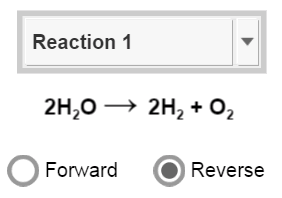 Reaction 1
2H₂O ⟶ 2H₂ + O₂
Forward Reverse